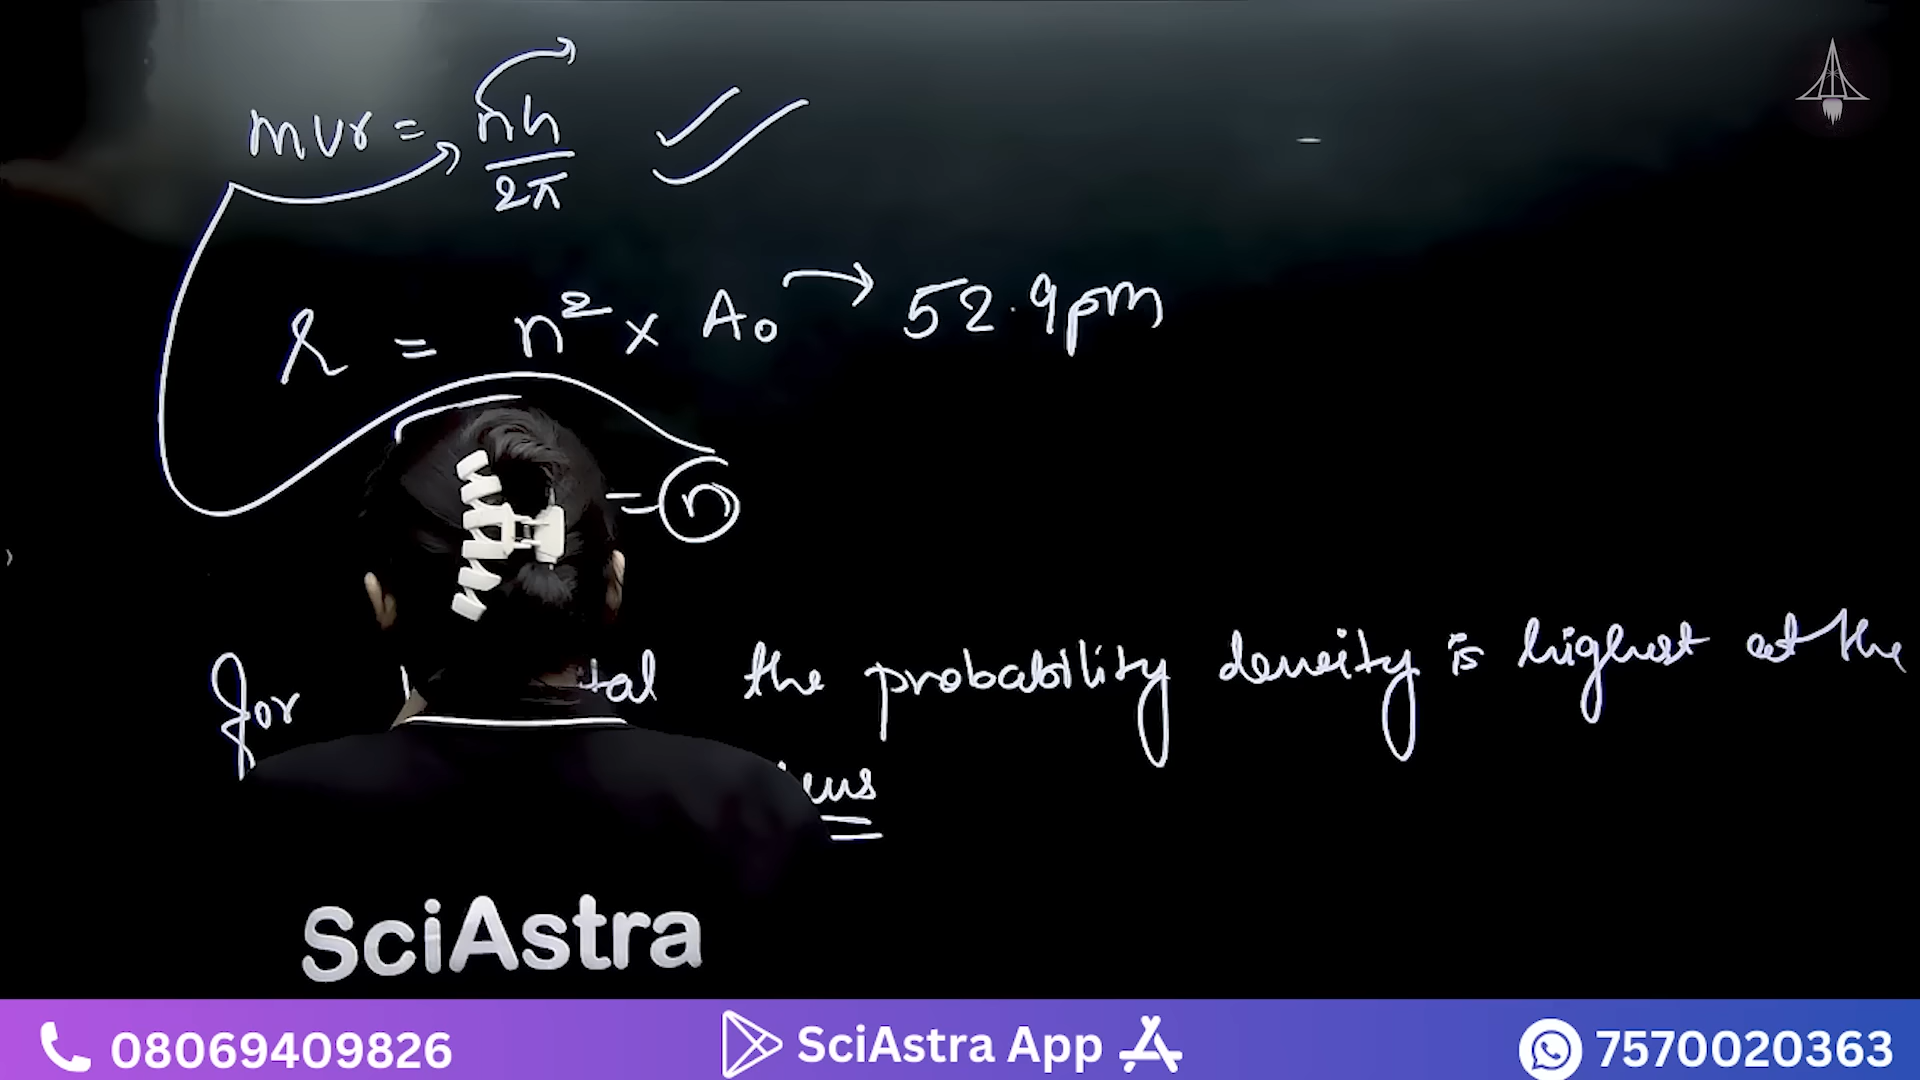 mvr = nh
2π
r = n² × A₀ → 52.9pm
= n
for tal the probability density is highest at the
SciAstra
08069409826 SciAstra App 7570020363